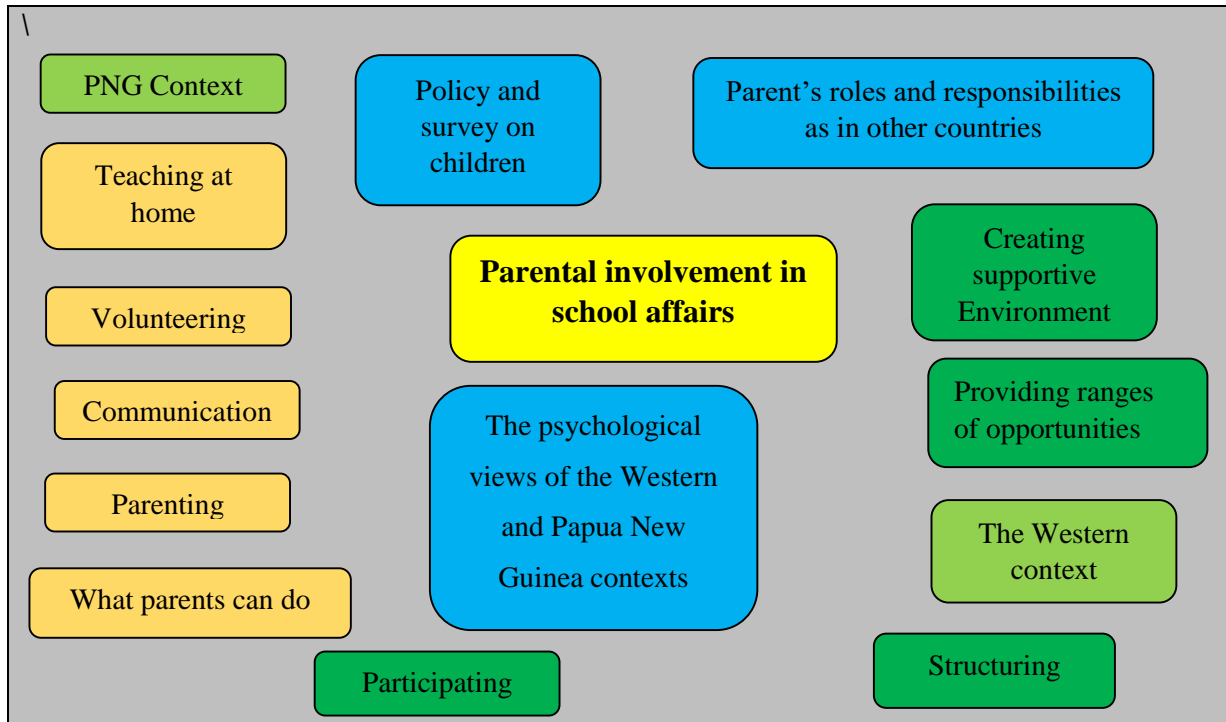 \
PNG Context
Teaching at
home
Volunteering
Communication
Parenting
What parents can do
Policy and
survey on
children
Parent’s roles and responsibilities
as in other countries
Parental involvement in
school affairs
The psychological
views of the Western
and Papua New
Guinea contexts
Participating
Creating
supportive
Environment
Providing ranges
of opportunities
The Western
context
Structuring